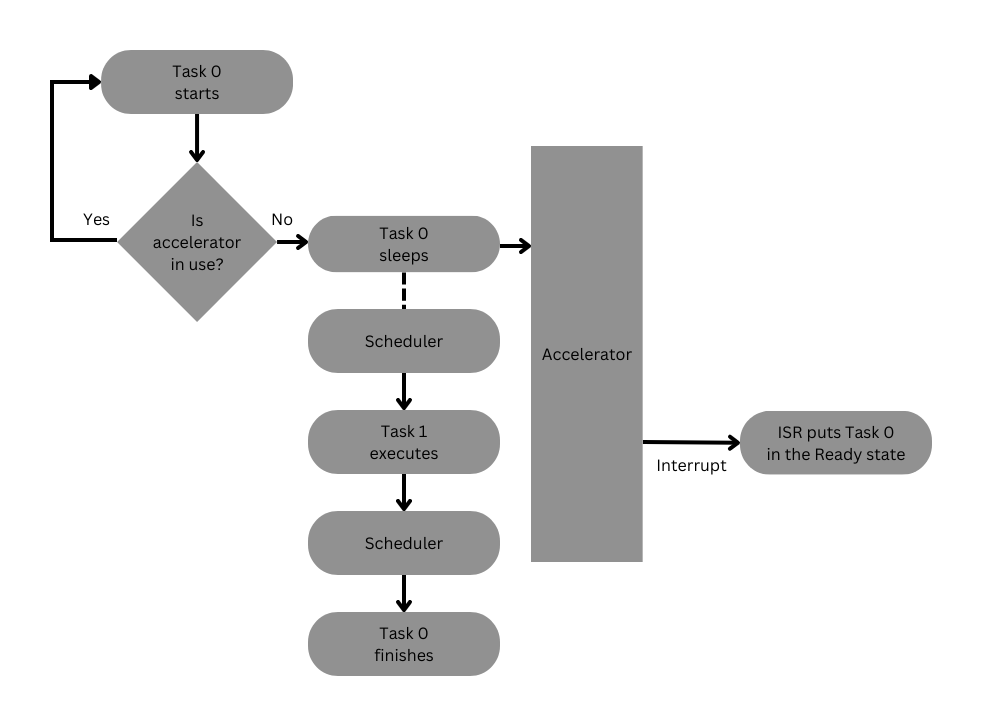 Task 0
starts
Is
accelerator
in use?
Yes
No
Task 0
sleeps
Scheduler
Task 1
executes
Scheduler
Task 0
finishes
Accelerator
Interrupt
ISR puts Task 0
in the Ready state